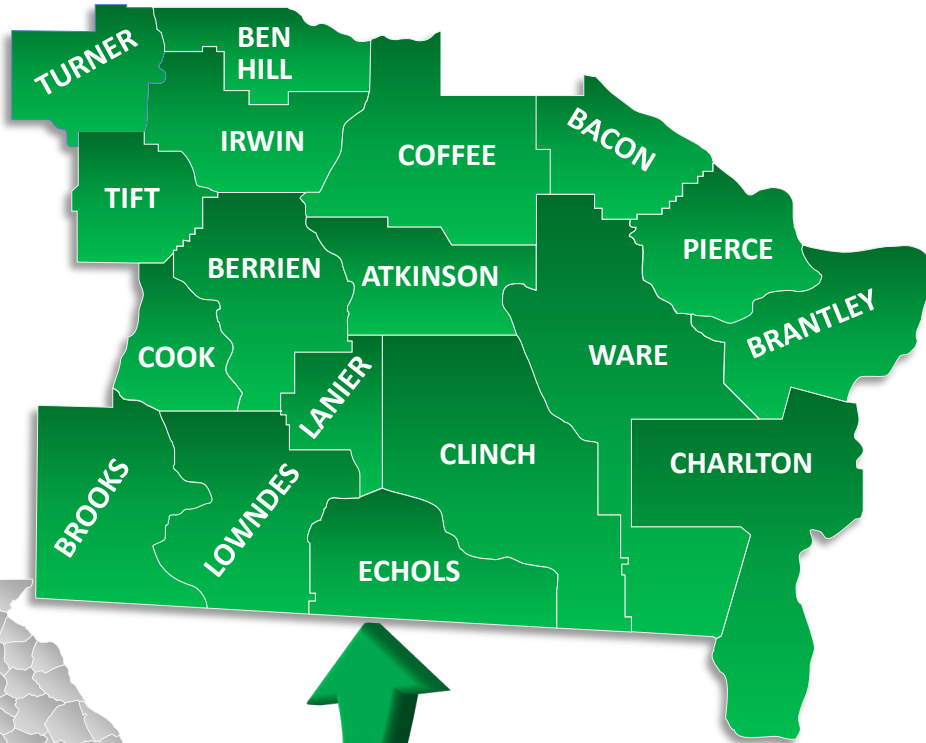 TURNER
BEN
HILL
IRWIN
COFFEE
BACON
TIFT
BERRIEN
ATKINSON
PIERCE
BRANTLEY
COOK
LANIER
WARE
BROOKS
LOWNDES
CLINCH
CHARLTON
ECHOLS